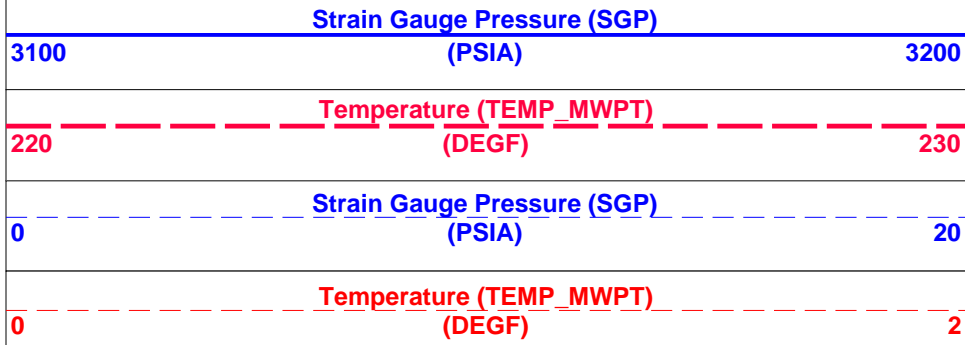 Strain Gauge Pressure (SGP)
3100 (PSIA) 3200
Temperature (TEMP_MWPT)
220 (DEGF) 230
Strain Gauge Pressure (SGP)
0 (PSIA) 20
Temperature (TEMP_MWPT)
0 (DEGF) 2